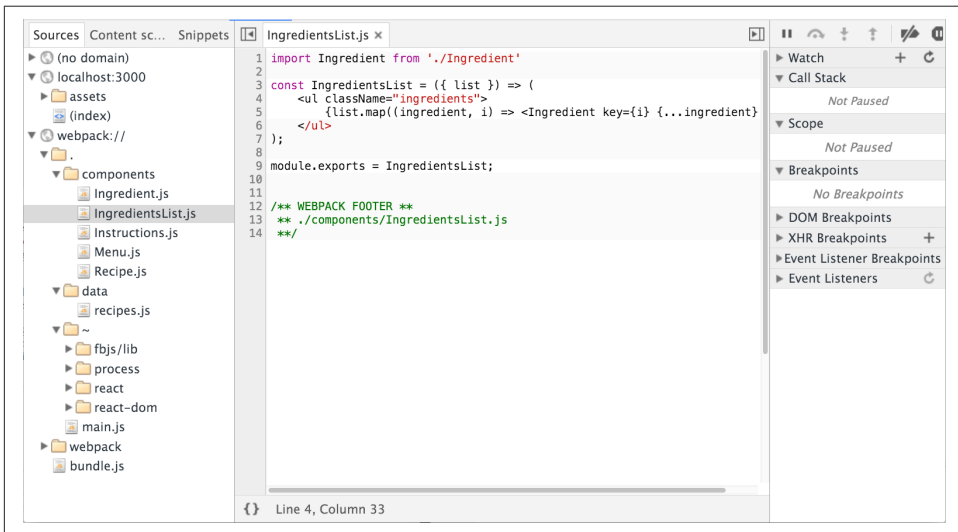 Sources Content sc... Snippets
(no domain)
localhost:3000
assets
(index)
webpack://
.
components
Ingredient.js
IngredientsList.js
Instructions.js
Menu.js
Recipe.js
data
recipes.js
~
fbjs/lib
process
react
react-dom
main.js
webpack
bundle.js
IngredientsList.js ×
1 import Ingredient from './Ingredient'
2
3 const IngredientsList = ({ list }) => (
4     <ul className="ingredients">
5         {list.map((ingredient, i) => <Ingredient key={i} {...ingredient}
6     </ul>
7 );
8
9 module.exports = IngredientsList;
10
11
12 /** WEBPACK FOOTER **
13  ** ./components/IngredientsList.js
14  **/
{} Line 4, Column 33
Watch
Call Stack
Not Paused
Scope
Not Paused
Breakpoints
No Breakpoints
DOM Breakpoints
XHR Breakpoints
Event Listener Breakpoints
Event Listeners